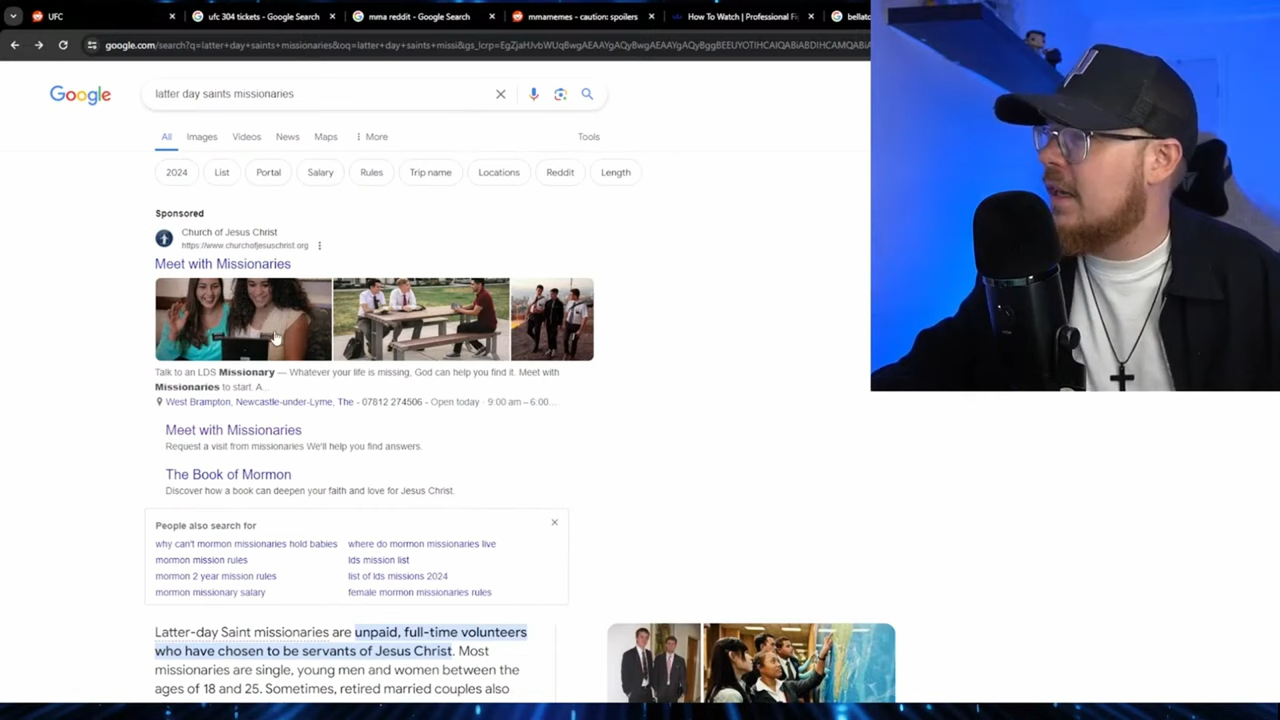 UFC
ufc 304 tickets - Google Search
mma reddit - Google Search
mmamemes - caution: spoilers
How To Watch | Professional Fi
bellato
google.com/search?q=latter+day+saints+missionaries&oq=latter+day+saints+missi&gs_lcrp=
Google
latter day saints missionaries
All Images Videos News Maps More Tools
2024 List Portal Salary Rules Trip name Locations Reddit Length
Sponsored
Church of Jesus Christ
https://www.churchofjesuschrist.org
Meet with Missionaries
Talk to an LDS Missionary — Whatever your life is missing, God can help you find it. Meet with
Missionaries to start. A...
West Brampton, Newcastle-under-Lyme, The - 07812 274506 - Open today · 9:00 am – 6:00...
Meet with Missionaries
Request a visit from missionaries We'll help you find answers.
The Book of Mormon
Discover how a book can deepen your faith and love for Jesus Christ.
People also search for
why can't mormon missionaries hold babies where do mormon missionaries live
mormon mission rules lds mission list
mormon 2 year mission rules list of lds missions 2024
mormon missionary salary female mormon missionaries rules
Latter-day Saint missionaries are unpaid, full-time volunteers
who have chosen to be servants of Jesus Christ. Most
missionaries are single, young men and women between the
ages of 18 and 25. Sometimes, retired married couples also